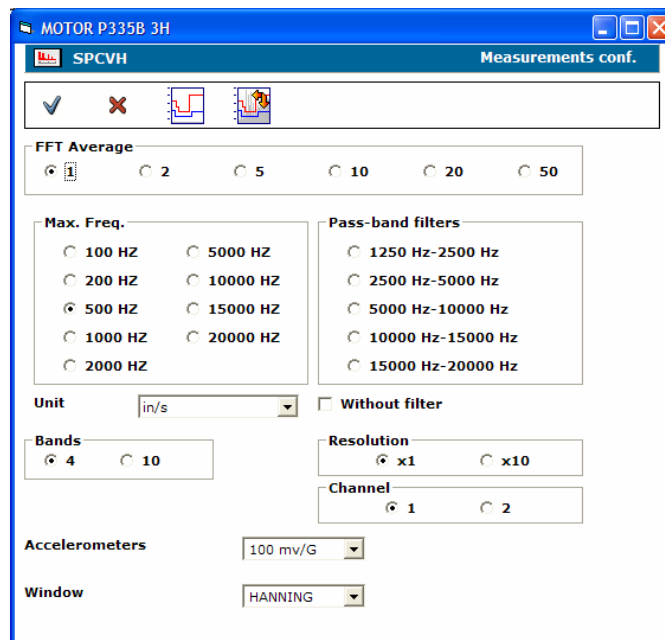 MOTOR P335B 3H
SPCVH Measurements conf.
FFT Average
1 2 5 10 20 50
Max. Freq.
100 HZ 5000 HZ
200 HZ 10000 HZ
500 HZ 15000 HZ
1000 HZ 20000 HZ
2000 HZ
Pass-band filters
1250 Hz-2500 Hz
2500 Hz-5000 Hz
5000 Hz-10000 Hz
10000 Hz-15000 Hz
15000 Hz-20000 Hz
Unit in/s Without filter
Bands
4 10
Resolution
x1 x10
Channel
1 2
Accelerometers 100 mv/G
Window HANNING